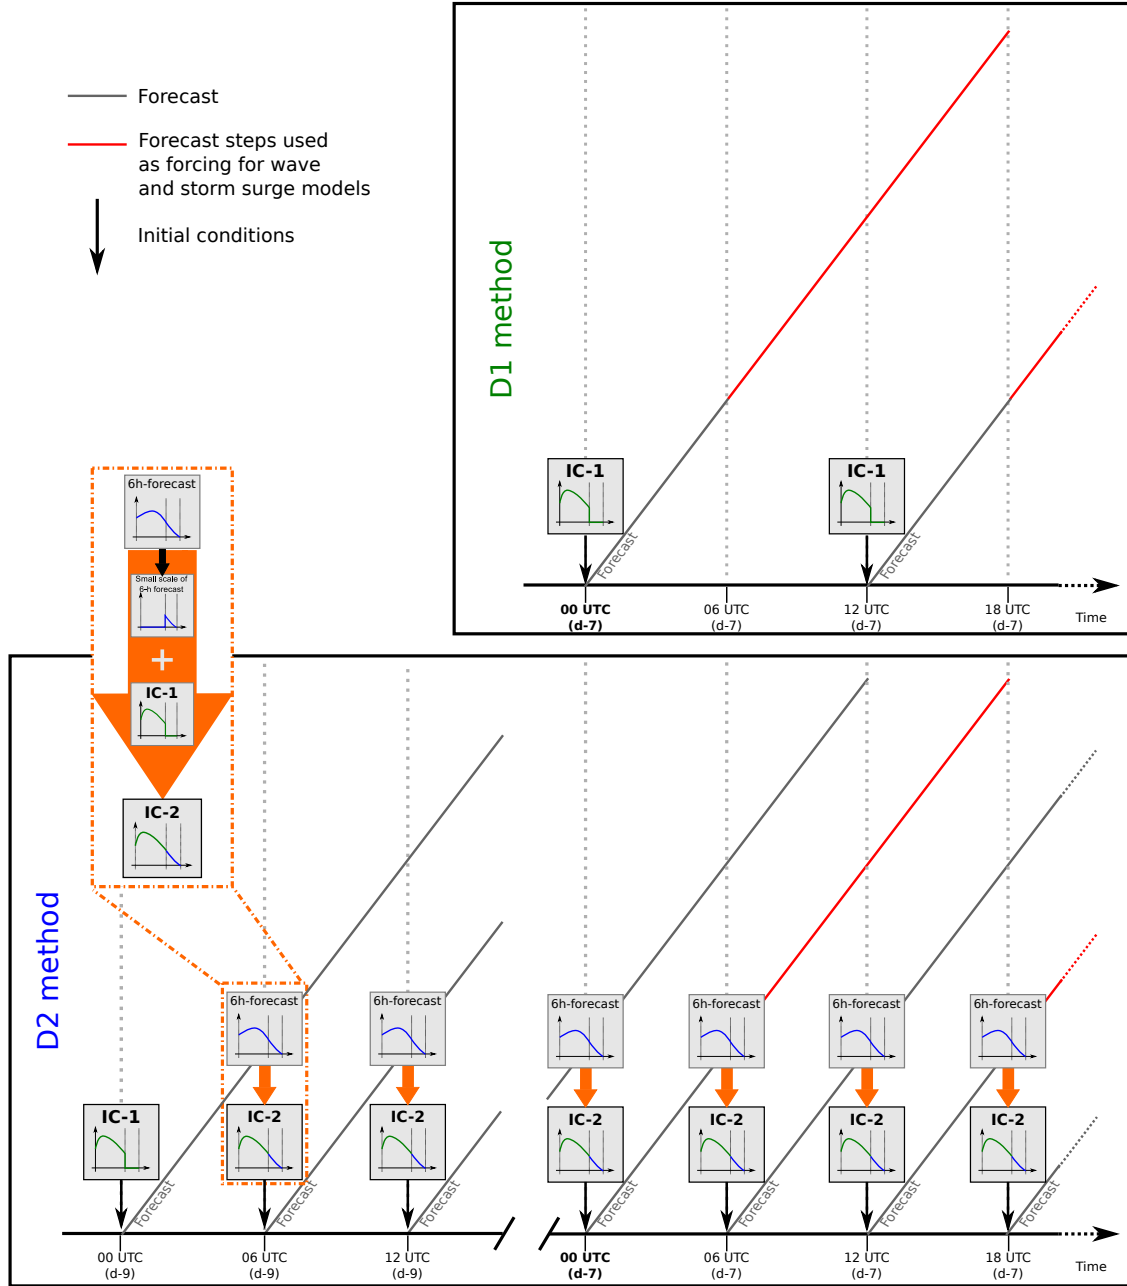 Forecast
Forecast steps used
as forcing for wave
and storm surge models
Initial conditions
D1 method
IC-1
IC-1
Forecast
Forecast
00 UTC
(d-7)
06 UTC
(d-7)
12 UTC
(d-7)
18 UTC
(d-7)
Time
6h-forecast
Small scale of
6-h forecast
+
IC-1
IC-2
D2 method
6h-forecast
6h-forecast
6h-forecast
6h-forecast
6h-forecast
6h-forecast
IC-1
IC-2
IC-2
IC-2
IC-2
IC-2
IC-2
Forecast
Forecast
Forecast
Forecast
Forecast
Forecast
Forecast
00 UTC
(d-9)
06 UTC
(d-9)
12 UTC
(d-9)
00 UTC
(d-7)
06 UTC
(d-7)
12 UTC
(d-7)
18 UTC
(d-7)
Time